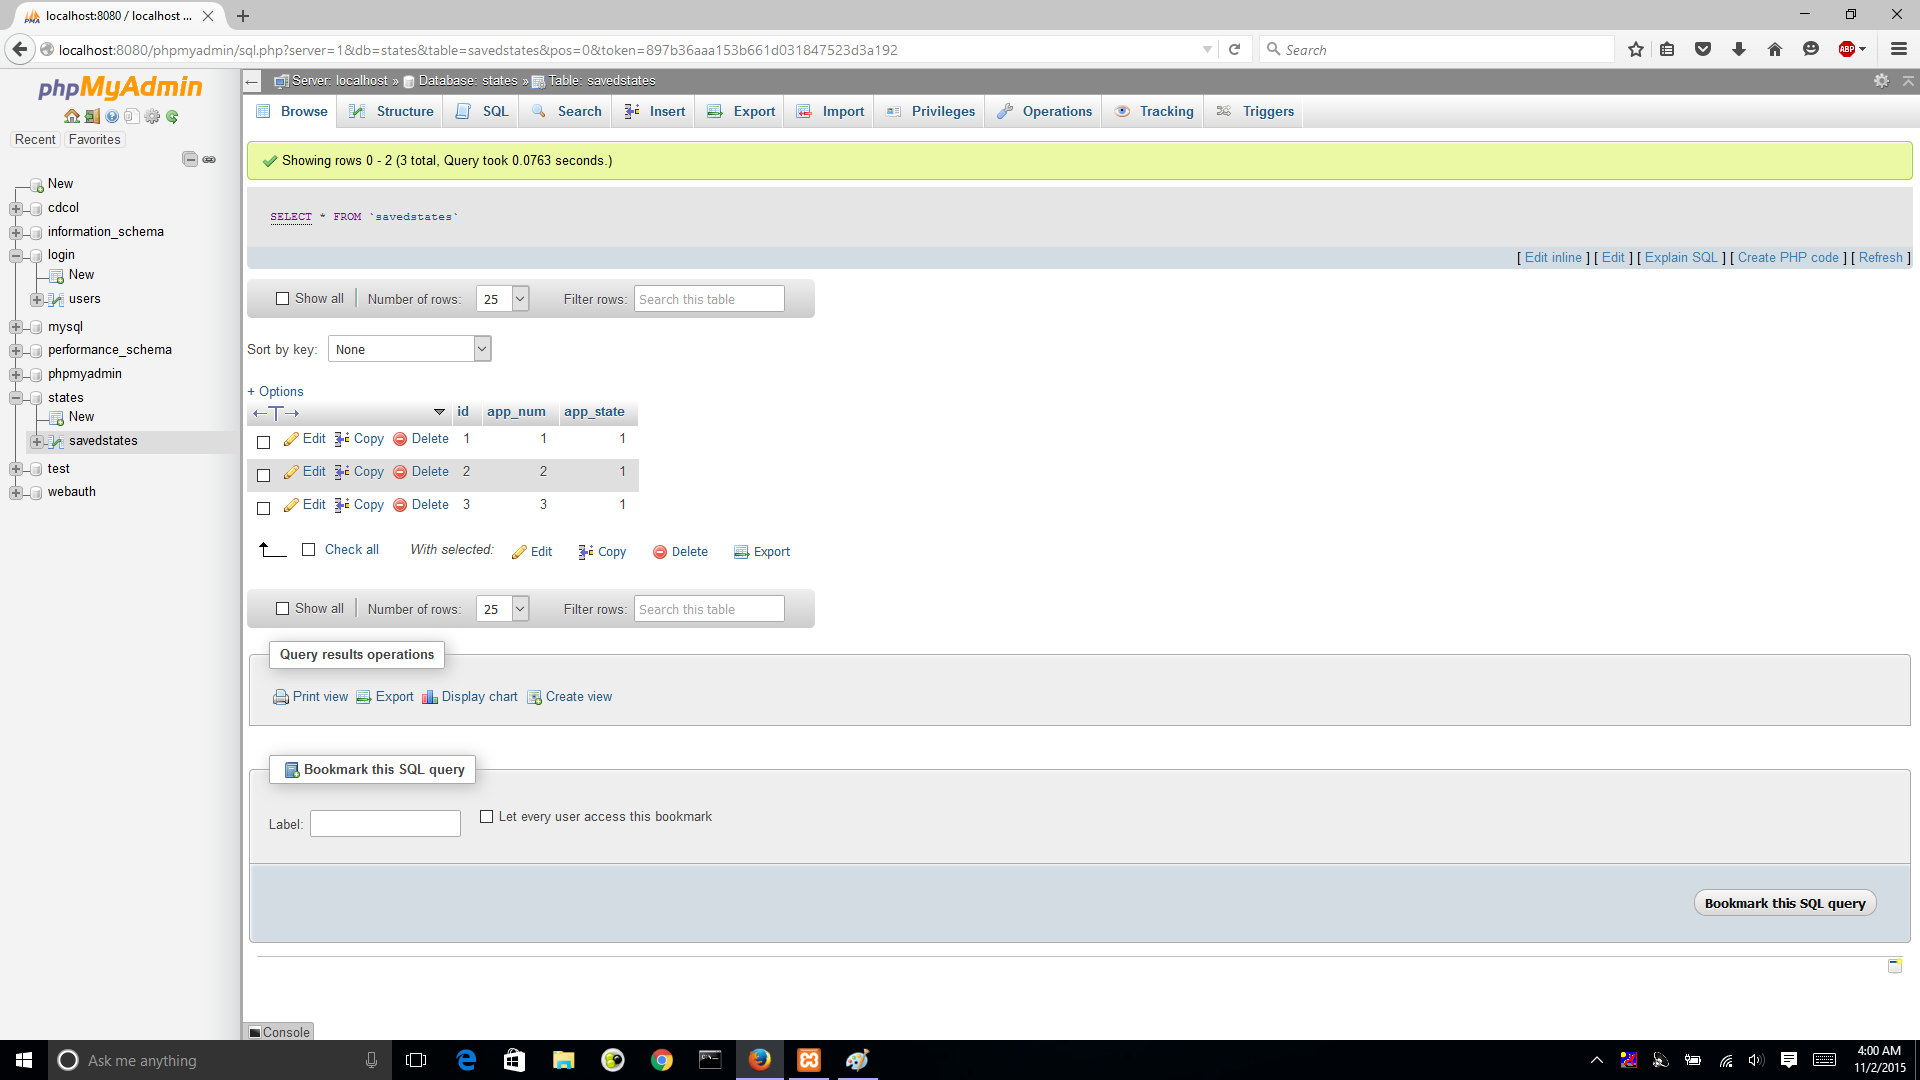 localhost:8080 / localhost ...
localhost:8080/phpmyadmin/sql.php?server=1&db=states&table=savedstates&pos=0&token=897b36aaa153b661d031847523d3a192
Search
ABP
phpMyAdmin
Recent
Favorites
New
cdcol
information_schema
login
New
users
mysql
performance_schema
phpmyadmin
states
New
savedstates
test
webauth
Server: localhost » Database: states » Table: savedstates
Browse
Structure
SQL
Search
Insert
Export
Import
Privileges
Operations
Tracking
Triggers
Showing rows 0 - 2 (3 total, Query took 0.0763 seconds.)
SELECT * FROM `savedstates`
[ Edit inline ] [ Edit ] [ Explain SQL ] [ Create PHP code ] [ Refresh ]
Show all | Number of rows: 25 Filter rows: Search this table
Sort by key: None
+ Options
←T→ id app_num app_state
Edit Copy Delete 1 1 1
Edit Copy Delete 2 2 1
Edit Copy Delete 3 3 1
Check all With selected: Edit Copy Delete Export
Show all | Number of rows: 25 Filter rows: Search this table
Query results operations
Print view Export Display chart Create view
Bookmark this SQL query
Label: Let every user access this bookmark
Bookmark this SQL query
Console
Ask me anything
4:00 AM
11/2/2015